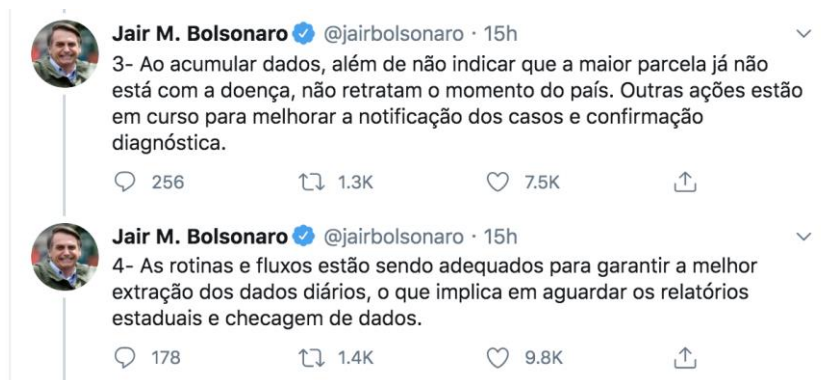 Jair M. Bolsonaro @jairbolsonaro · 15h
3- Ao acumular dados, além de não indicar que a maior parcela já não
está com a doença, não retratam o momento do país. Outras ações estão
em curso para melhorar a notificação dos casos e confirmação
diagnóstica.
256 1.3K 7.5K
Jair M. Bolsonaro @jairbolsonaro · 15h
4- As rotinas e fluxos estão sendo adequados para garantir a melhor
extração dos dados diários, o que implica em aguardar os relatórios
estaduais e checagem de dados.
178 1.4K 9.8K